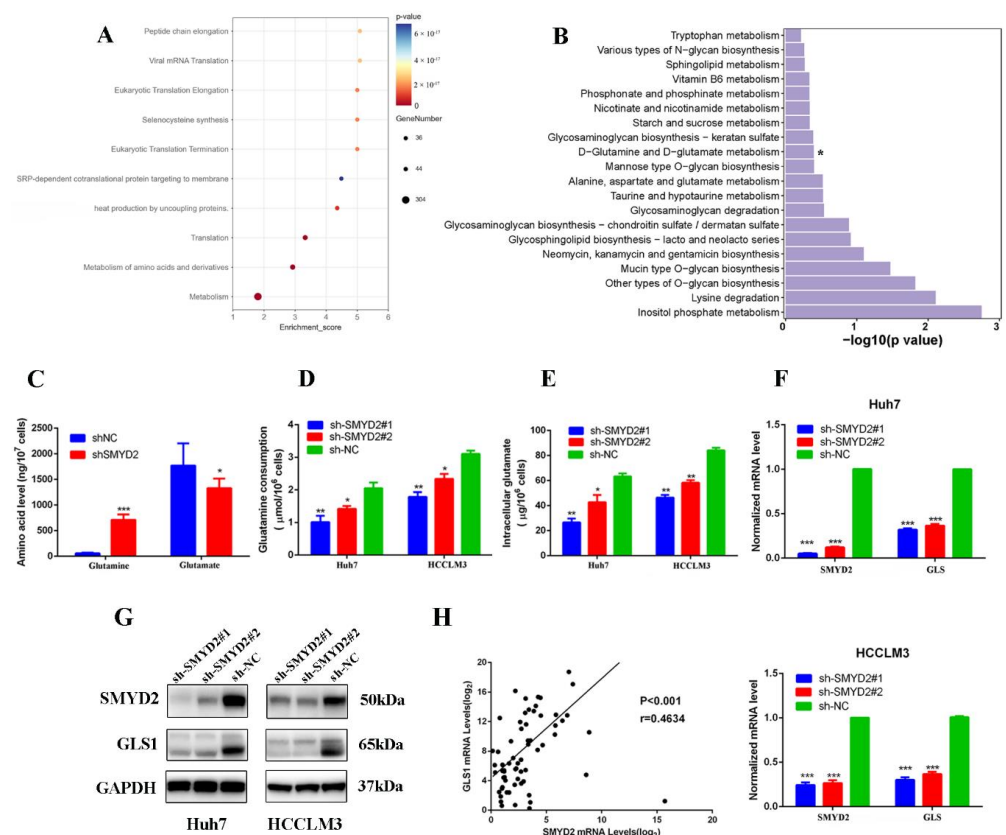 A
Peptide chain elongation
Viral mRNA Translation
Eukaryotic Translation Elongation
Selenocysteine synthesis
Eukaryotic Translation Termination
SRP-dependent cotranslational protein targeting to membrane
heat production by uncoupling proteins.
Translation
Metabolism of amino acids and derivatives
Metabolism
1 2 3 4 5 6
Enrichment_score
p-value
6 × 10⁻¹⁷
4 × 10⁻¹⁷
2 × 10⁻¹⁷
0
GeneNumber
36
44
304
B
Tryptophan metabolism
Various types of N-glycan biosynthesis
Sphingolipid metabolism
Vitamin B6 metabolism
Phosphonate and phosphinate metabolism
Nicotinate and nicotinamide metabolism
Starch and sucrose metabolism
Glycosaminoglycan biosynthesis − keratan sulfate
D-Glutamine and D-glutamate metabolism *
Mannose type O-glycan biosynthesis
Alanine, aspartate and glutamate metabolism
Taurine and hypotaurine metabolism
Glycosaminoglycan degradation
Glycosaminoglycan biosynthesis − chondroitin sulfate / dermatan sulfate
Glycosphingolipid biosynthesis − lacto and neolacto series
Neomycin, kanamycin and gentamicin biosynthesis
Mucin type O-glycan biosynthesis
Other types of O-glycan biosynthesis
Lysine degradation
Inositol phosphate metabolism
0 1 2 3
−log10(p value)
C
Amino acid level (ng/10⁷ cells)
2500
2000
1500
1000
500
0
shNC
shSMYD2
***
*
Glutamine Glutamate
D
Gluatamine consumption
( μmol/10⁶ cells)
4
3
2
1
0
sh-SMYD2#1
sh-SMYD2#2
sh-NC
** * ** *
Huh7 HCCLM3
E
Intracellular glutamate
( μg/10⁶ cells)
100
80
60
40
20
0
sh-SMYD2#1
sh-SMYD2#2
sh-NC
** * ** **
Huh7 HCCLM3
F
Huh7
Normalized mRNA level
1.5
1.0
0.5
0.0
sh-SMYD2#1
sh-SMYD2#2
sh-NC
*** *** *** ***
SMYD2 GLS
G
sh-SMYD2#1 sh-SMYD2#2 sh-NC sh-SMYD2#1 sh-SMYD2#2 sh-NC
SMYD2 50kDa
GLS1 65kDa
GAPDH 37kDa
Huh7 HCCLM3
H
GLS1 mRNA Levels(log₂)
20
16
12
8
4
0
P<0.001
r=0.4634
0 5 10 15 20
SMYD2 mRNA Levels(log₂)
HCCLM3
Normalized mRNA level
1.5
1.0
0.5
0.0
sh-SMYD2#1
sh-SMYD2#2
sh-NC
*** *** *** ***
SMYD2 GLS